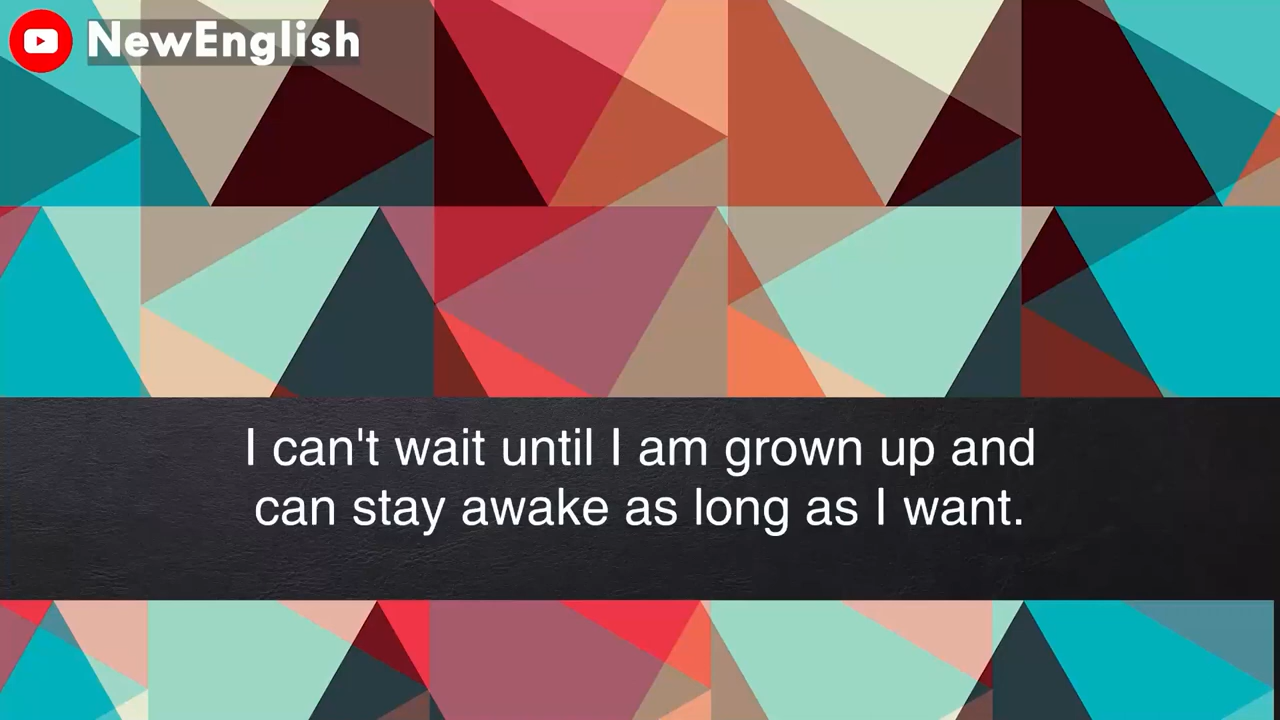 NewEnglish
I can't wait until I am grown up and
can stay awake as long as I want.